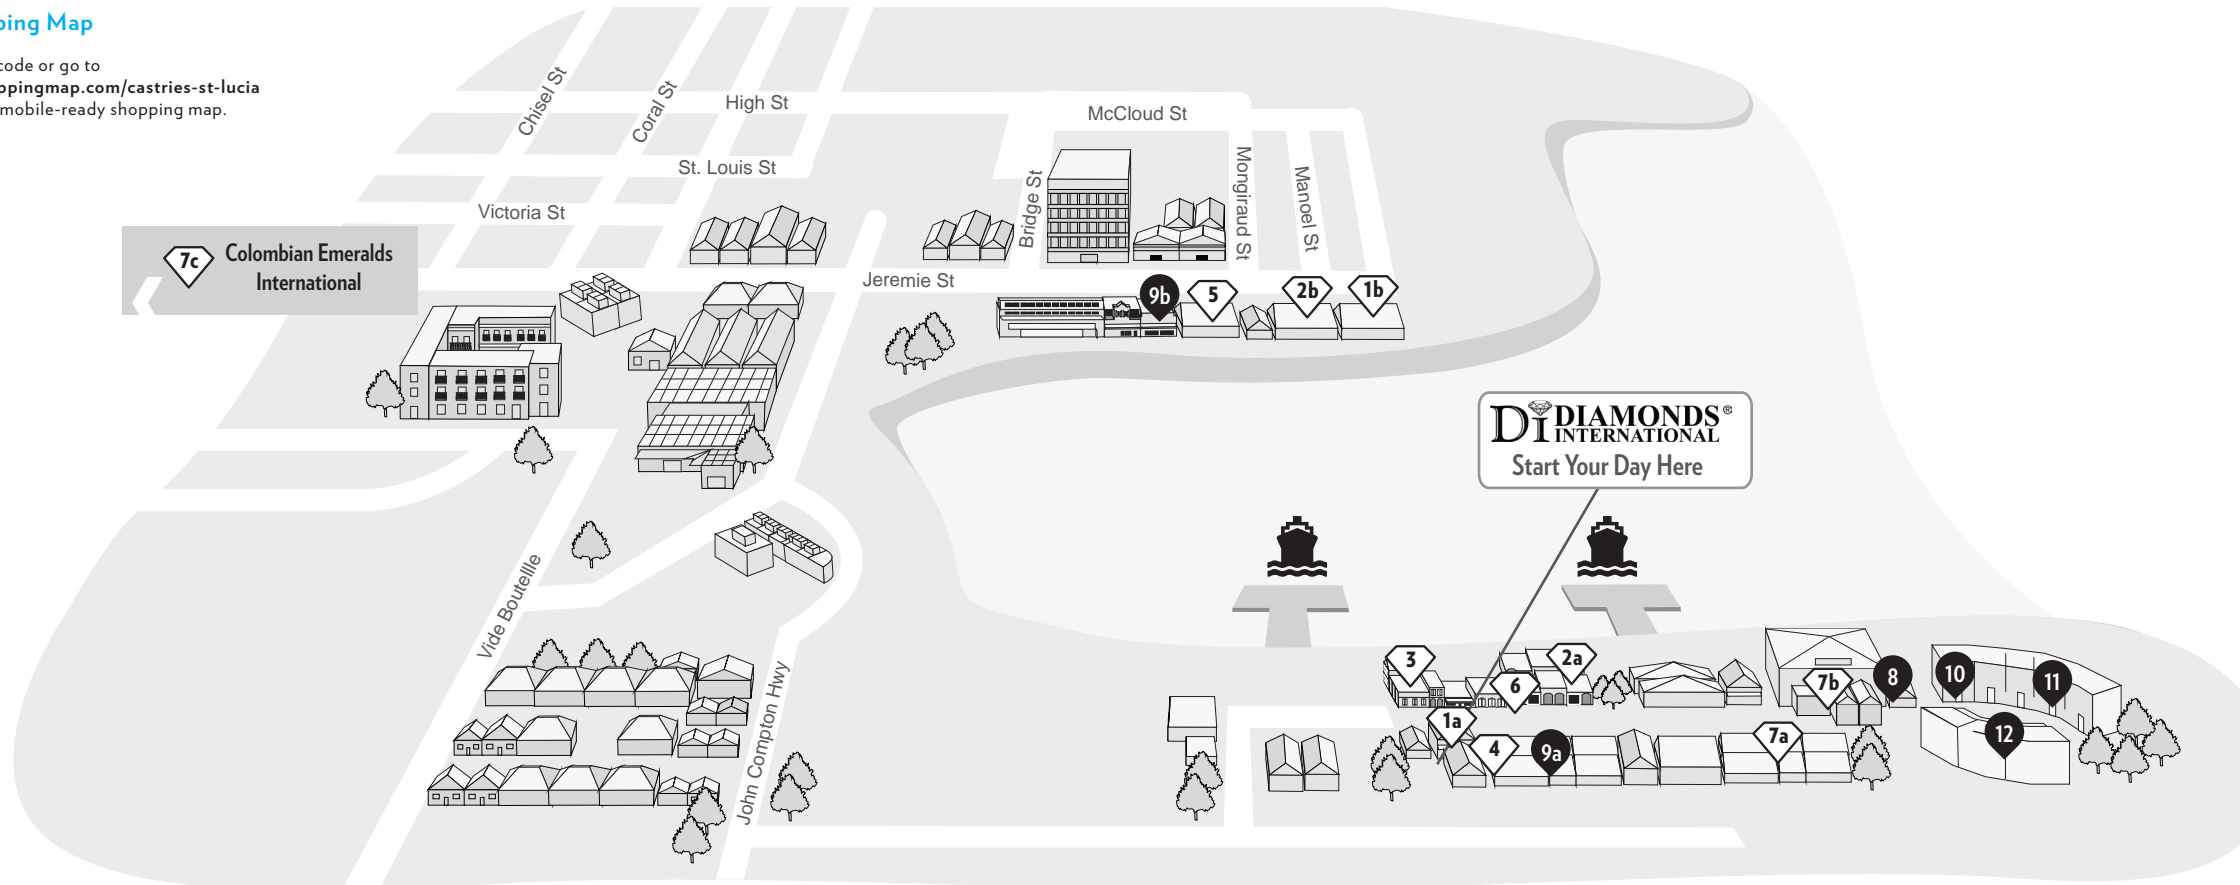 ping Map
code or go to
ppingmap.com/castries-st-lucia
mobile-ready shopping map.
Chisel St
Coral St
High St
McCloud St
St. Louis St
Victoria St
Bridge St
Mongiraud St
Manoel St
7c
Colombian Emeralds
International
Jeremie St
9b
5
2b
1b
Di DIAMONDS®
INTERNATIONAL
Start Your Day Here
Vide Boutellle
John Compton Hwy
3
6
2a
7b
8
10
11
1a
4
9a
7a
12